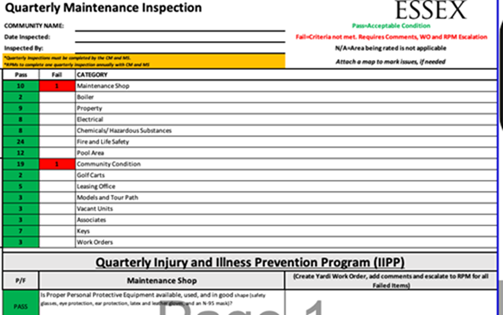 Quarterly Maintenance Inspection
ESSEX
COMMUNITY NAME:
Pass=Acceptable Condition
Date Inspected:
Fail=Criteria not met. Requires Comments, WO and RPM Escalation
Inspected By:
N/A=Area being rated is not applicable
*Quarterly Inspections must be completed by the CM and MS.
*RPMs to complete one quarterly inspection annually with CM and MS
Attach a map to mark issues, if needed
Pass Fail CATEGORY
10 1 Maintenance Shop
2 Boiler
9 Property
8 Electrical
8 Chemicals/ Hazardous Substances
24 Fire and Life Safety
12 Pool Area
19 1 Community Condition
2 Golf Carts
5 Leasing Office
3 Models and Tour Path
3 Vacant Units
3 Associates
7 Keys
3 Work Orders
Quarterly Injury and Illness Prevention Program (IIPP)
P/F Maintenance Shop (Create Yardi Work Order, add comments and escalate to RPM for all Failed Items)
PASS Is Proper Personal Protective Equipment available, used, and in good shape (safety
glasses, eye protection, ear protection, latex and leather gloves, and an N-95 mask)?
Page 1